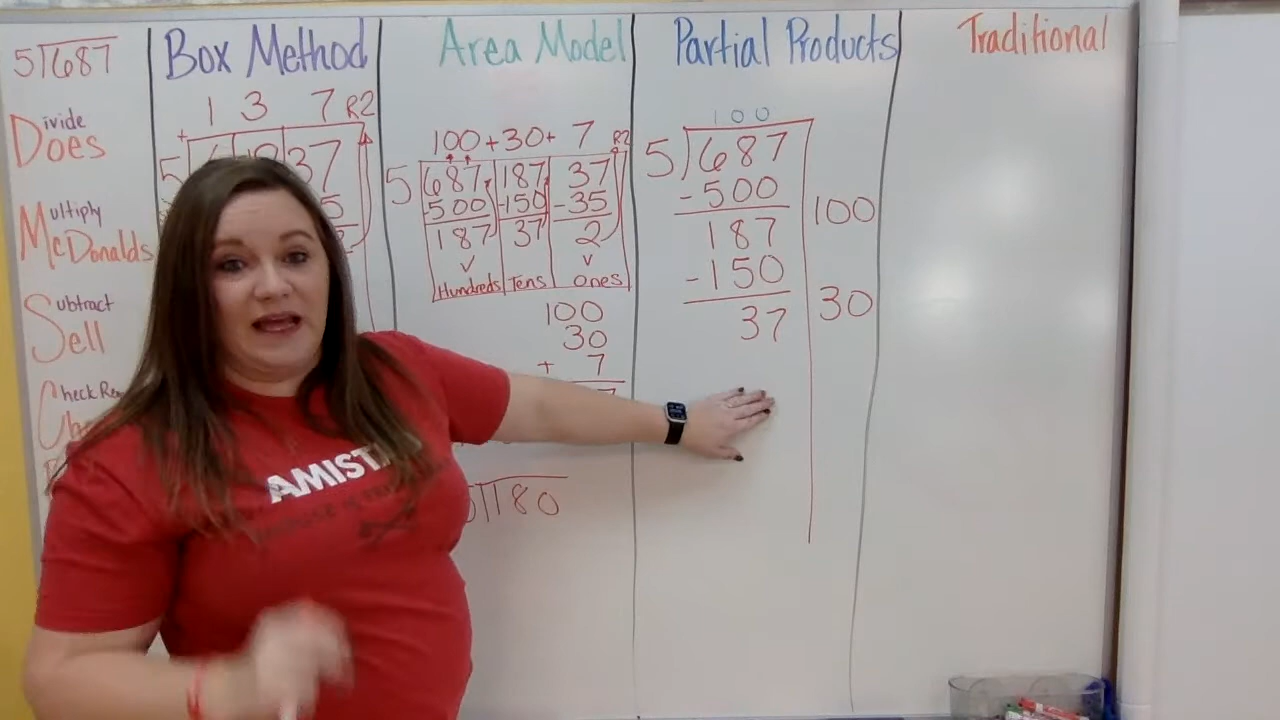 5)687
Divide
Does
Multiply
McDonalds
Subtract
Sell
Box Method
1 3 7 R2
+
5
37
Area Model
100 + 30 + 7 R2
5 687 187 37
-500 -150 -35
187 37 2
Hundreds Tens Ones
100
30
+ 7
180
Partial Products
100
5)687
-500 100
187
-150 30
37
Traditional